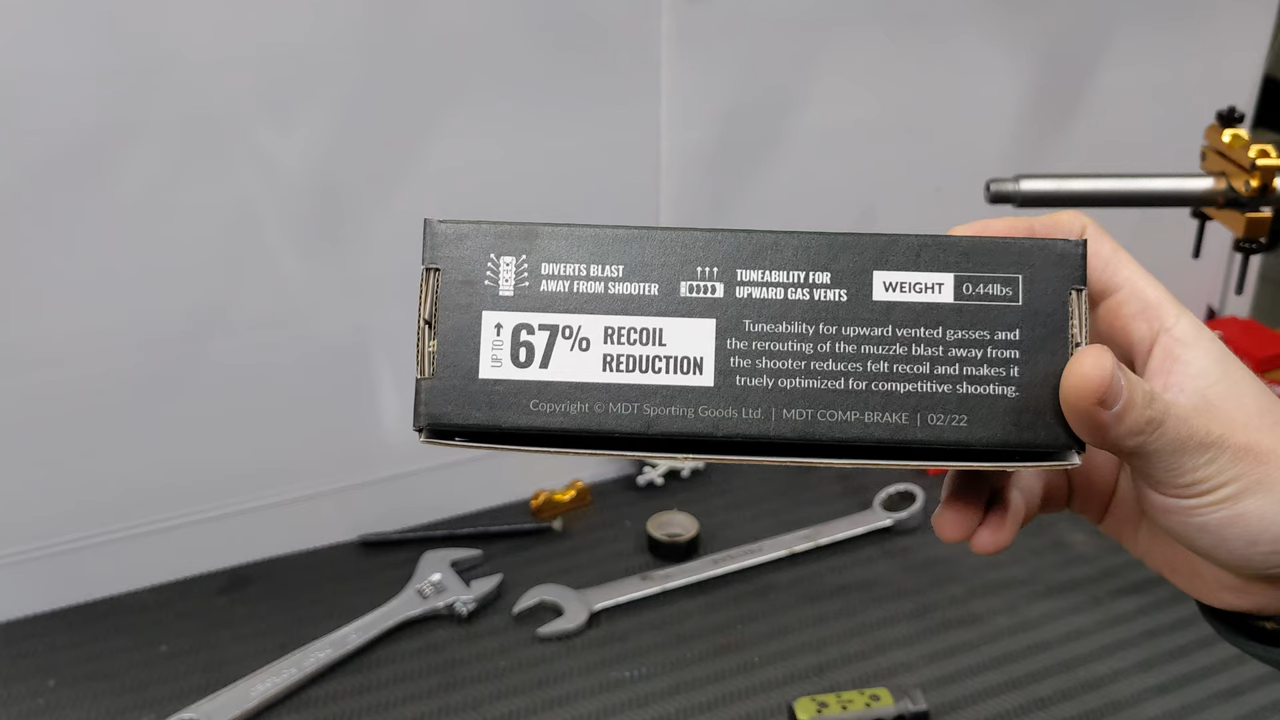 DIVERTS BLAST
AWAY FROM SHOOTER
TUNEABILITY FOR
UPWARD GAS VENTS
WEIGHT 0.44lbs
UP TO 67% RECOIL
REDUCTION
Tuneability for upward vented gasses and
the rerouting of the muzzle blast away from
the shooter reduces felt recoil and makes it
truely optimized for competitive shooting.
Copyright © MDT Sporting Goods Ltd. | MDT COMP-BRAKE | 02/22